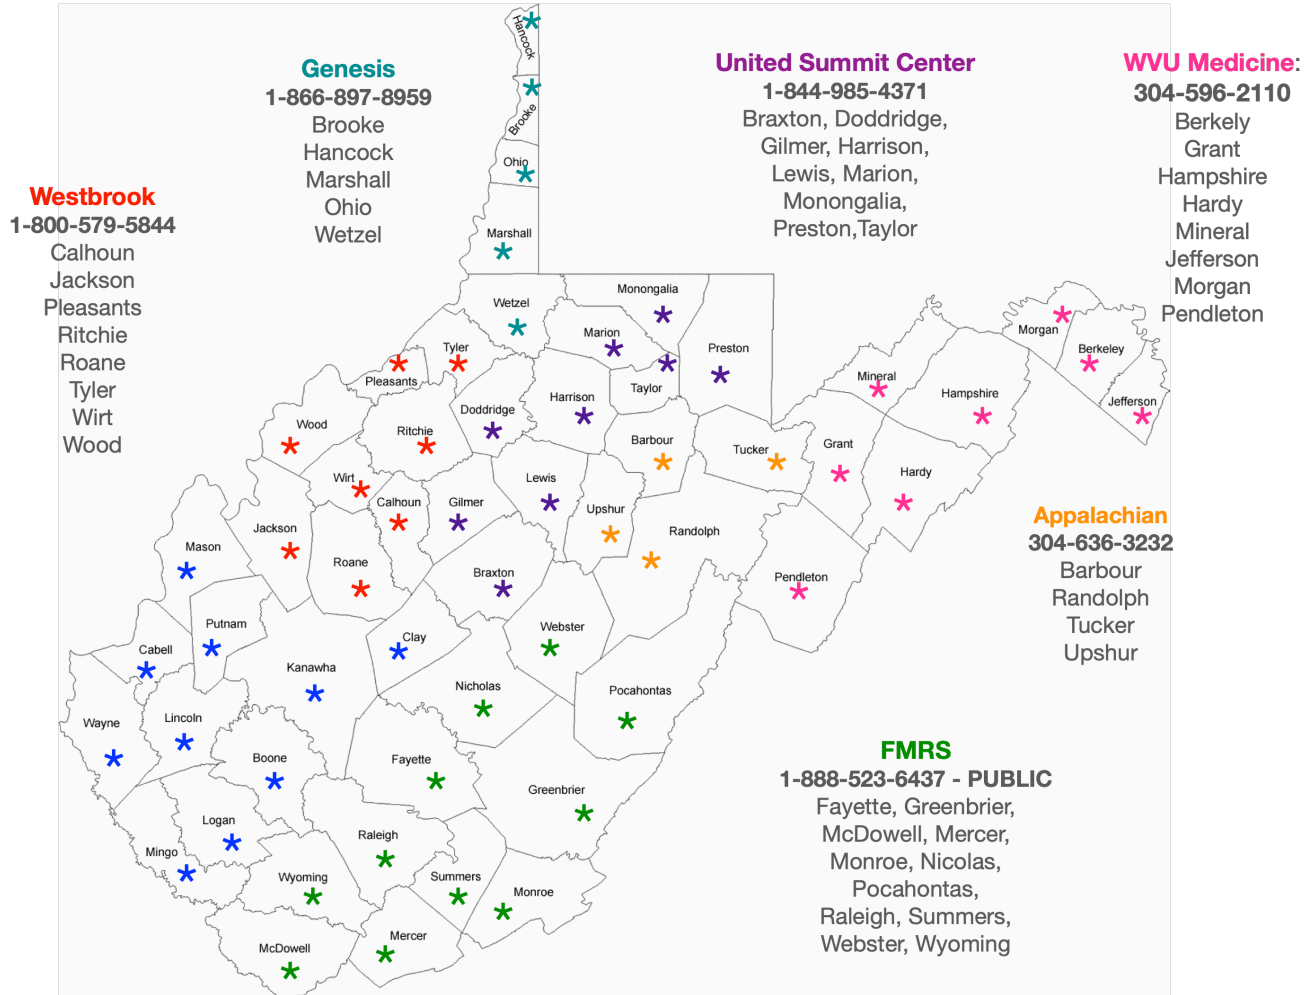 Genesis
1-866-897-8959
Brooke
Hancock
Marshall
Ohio
Wetzel
United Summit Center
1-844-985-4371
Braxton, Doddridge,
Gilmer, Harrison,
Lewis, Marion,
Monongalia,
Preston,Taylor
WVU Medicine:
304-596-2110
Berkely
Grant
Hampshire
Hardy
Mineral
Jefferson
Morgan
Pendleton
Westbrook
1-800-579-5844
Calhoun
Jackson
Pleasants
Ritchie
Roane
Tyler
Wirt
Wood
Appalachian
304-636-3232
Barbour
Randolph
Tucker
Upshur
FMRS
1-888-523-6437 - PUBLIC
Fayette, Greenbrier,
McDowell, Mercer,
Monroe, Nicolas,
Pocahontas,
Raleigh, Summers,
Webster, Wyoming
Hancock
Brooke
Ohio
Marshall
Wetzel
Monongalia
Marion
Preston
Tyler
Pleasants
Taylor
Harrison
Doddridge
Wood
Ritchie
Barbour
Tucker
Grant
Mineral
Hampshire
Morgan
Berkeley
Jefferson
Hardy
Wirt
Calhoun
Gilmer
Lewis
Upshur
Randolph
Jackson
Mason
Roane
Braxton
Pendleton
Putnam
Clay
Webster
Cabell
Kanawha
Nicholas
Pocahontas
Wayne
Lincoln
Boone
Fayette
Greenbrier
Logan
Raleigh
Mingo
Wyoming
Summers
Monroe
McDowell
Mercer